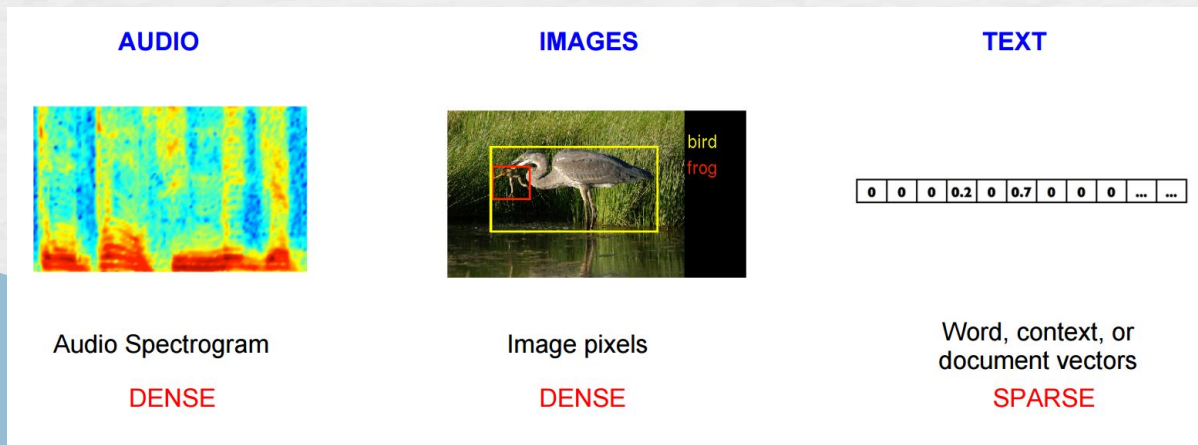 AUDIO
IMAGES
TEXT
bird
frog
0 0 0 0.2 0 0.7 0 0 0 ... ...
Audio Spectrogram
Image pixels
Word, context, or
document vectors
DENSE
DENSE
SPARSE